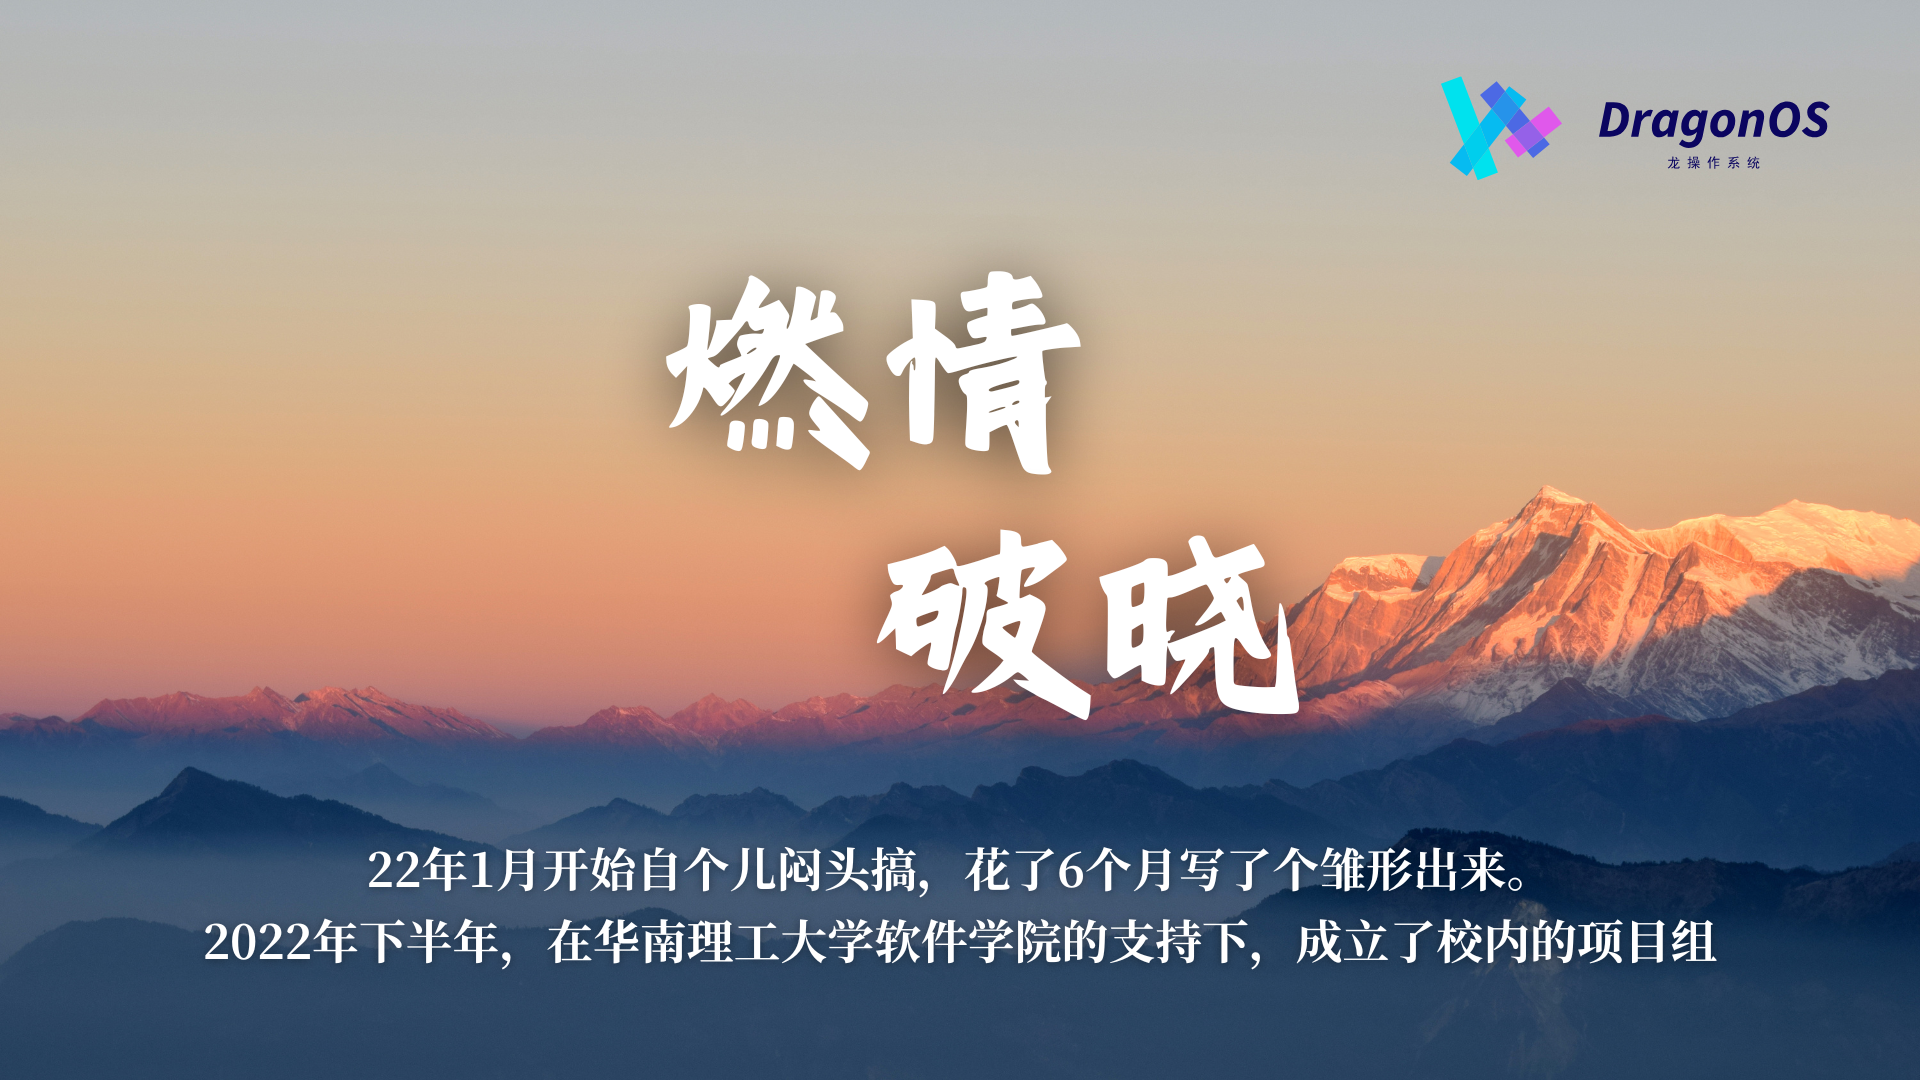 DragonOS
龙操作系统
燃情
破晓
22年1月开始自个儿闷头搞，花了6个月写了个雏形出来。
2022年下半年，在华南理工大学软件学院的支持下，成立了校内的项目组